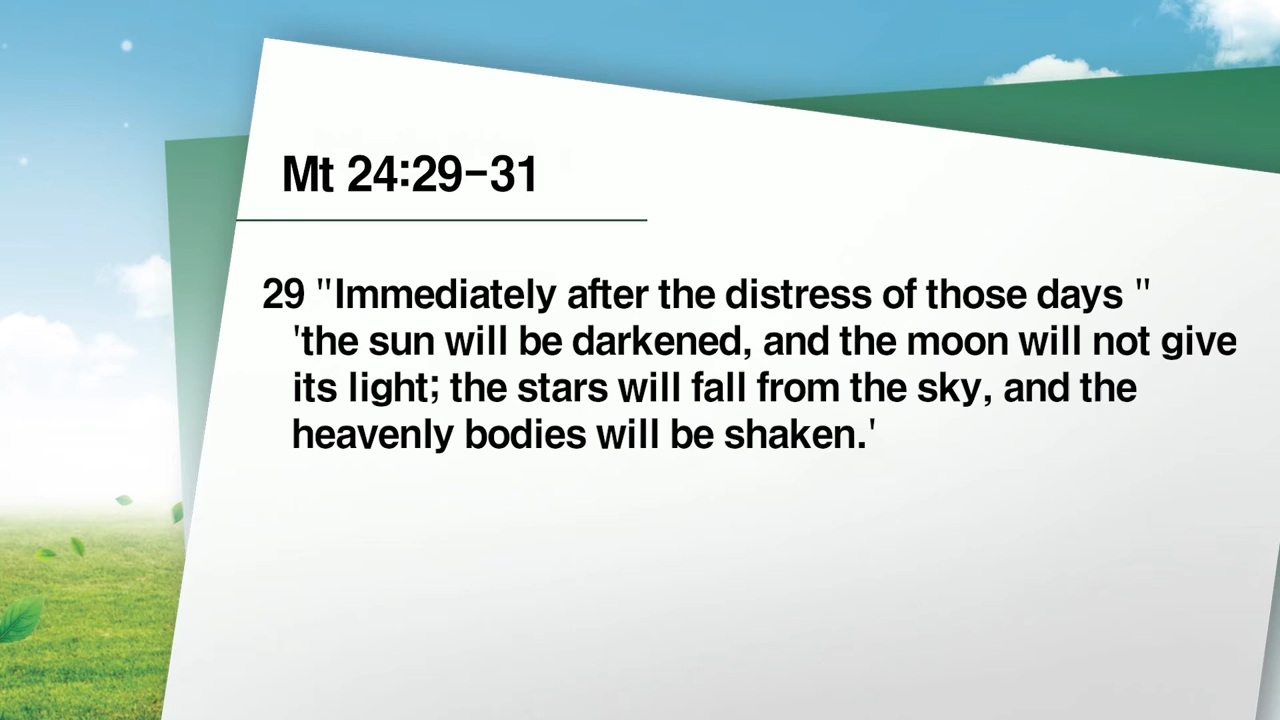 Mt 24:29-31
29 "Immediately after the distress of those days "
'the sun will be darkened, and the moon will not give
its light; the stars will fall from the sky, and the
heavenly bodies will be shaken.'